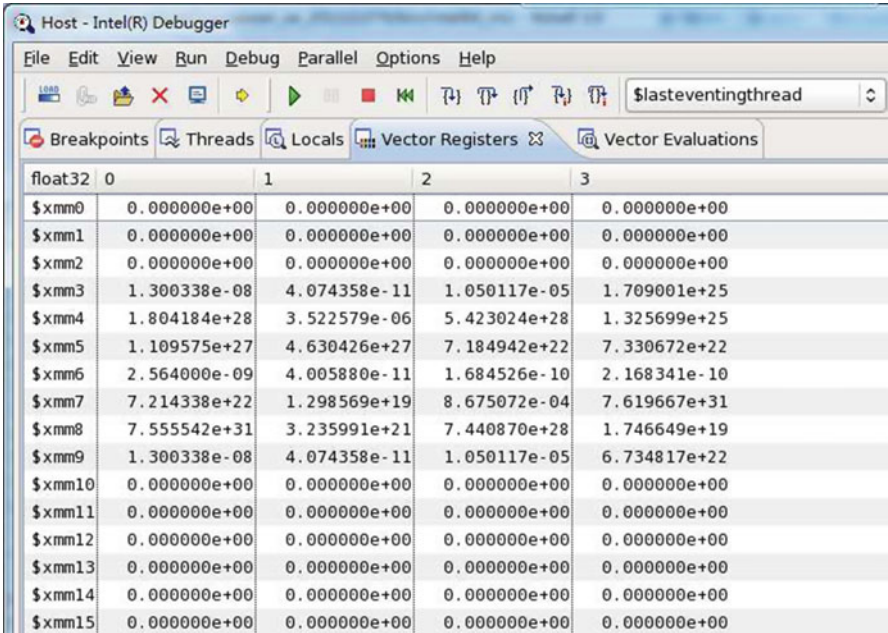 Host - Intel(R) Debugger
File Edit View Run Debug Parallel Options Help
LOAD $lasteventingthread
Breakpoints Threads Locals Vector Registers Vector Evaluations
float32 0 1 2 3
$xmm0 0.000000e+00 0.000000e+00 0.000000e+00 0.000000e+00
$xmm1 0.000000e+00 0.000000e+00 0.000000e+00 0.000000e+00
$xmm2 0.000000e+00 0.000000e+00 0.000000e+00 0.000000e+00
$xmm3 1.300338e-08 4.074358e-11 1.050117e-05 1.709001e+25
$xmm4 1.804184e+28 3.522579e-06 5.423024e+28 1.325699e+25
$xmm5 1.109575e+27 4.630426e+27 7.184942e+22 7.330672e+22
$xmm6 2.564000e-09 4.005880e-11 1.684526e-10 2.168341e-10
$xmm7 7.214338e+22 1.298569e+19 8.675072e-04 7.619667e+31
$xmm8 7.555542e+31 3.235991e+21 7.440870e+28 1.746649e+19
$xmm9 1.300338e-08 4.074358e-11 1.050117e-05 6.734817e+22
$xmm10 0.000000e+00 0.000000e+00 0.000000e+00 0.000000e+00
$xmm11 0.000000e+00 0.000000e+00 0.000000e+00 0.000000e+00
$xmm12 0.000000e+00 0.000000e+00 0.000000e+00 0.000000e+00
$xmm13 0.000000e+00 0.000000e+00 0.000000e+00 0.000000e+00
$xmm14 0.000000e+00 0.000000e+00 0.000000e+00 0.000000e+00
$xmm15 0.000000e+00 0.000000e+00 0.000000e+00 0.000000e+00